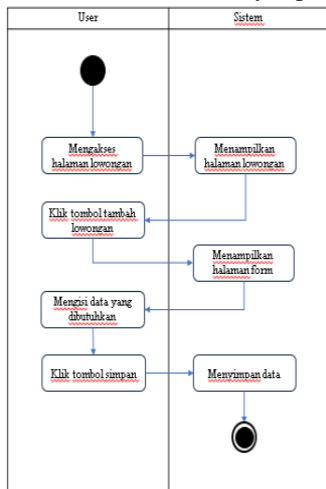 User
Sistem
Mengakses
halaman lowongan
Menampilkan
halaman lowongan
Klik tombol tambah
lowongan
Menampilkan
halaman form
Mengisi data yang
dibutuhkan
Klik tombol simpan
Menyimpan data